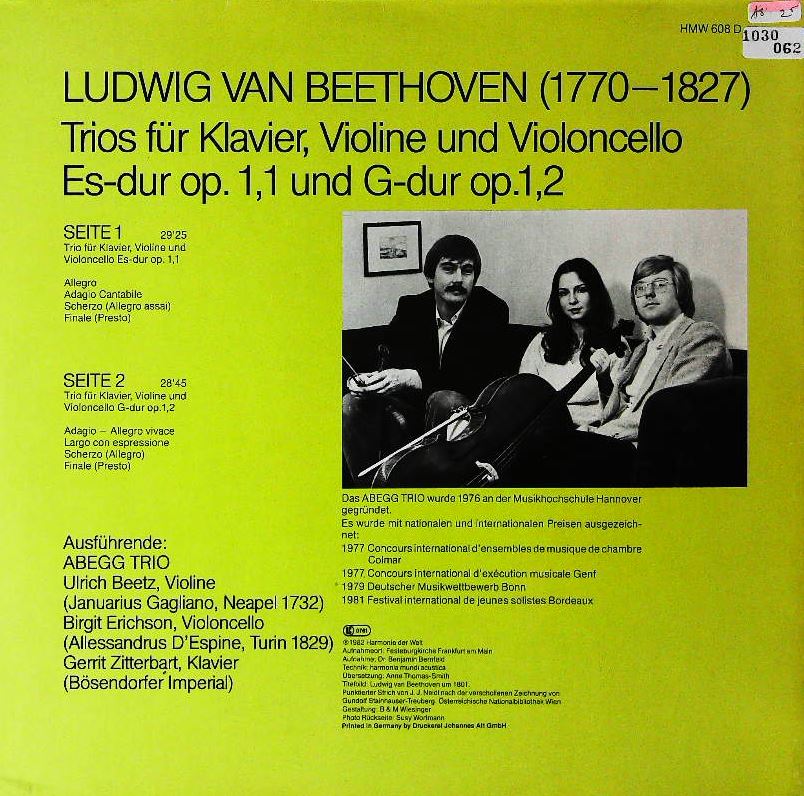 HMW 608 D
1030
062
LUDWIG VAN BEETHOVEN (1770—1827)
Trios für Klavier, Violine und Violoncello
Es-dur op. 1,1 und G-dur op.1,2
SEITE 1 29'25
Trio für Klavier, Violine und
Violoncello Es-dur op. 1,1
Allegro
Adagio Cantabile
Scherzo (Allegro assai)
Finale (Presto)
SEITE 2 28'45
Trio für Klavier, Violine und
Violoncello G-dur op.1,2
Adagio — Allegro vivace
Largo con espressione
Scherzo (Allegro)
Finale (Presto)
Ausführende:
ABEGG TRIO
Ulrich Beetz, Violine
(Januarius Gagliano, Neapel 1732)
Birgit Erichson, Violoncello
(Allessandrus D'Espine, Turin 1829)
Gerrit Zitterbart, Klavier
(Bösendorfer Imperial)
Das ABEGG TRIO wurde 1976 an der Musikhochschule Hannover
gegründet.
Es wurde mit nationalen und internationalen Preisen ausgezeich-
net:
1977 Concours international d'ensembles de musique de chambre
Colmar
1977 Concours international d'exécution musicale Genf
1979 Deutscher Musikwettbewerb Bonn
1981 Festival international de jeunes solistes Bordeaux
℗ 1982 Harmonie der Welt
Aufnahmeort: Festeburgkirche Frankfurt am Main
Aufnahme: Dr. Benjamin Bernfeld
Technik: harmonia mundi acustica
Übersetzung: Anne Thomas-Smith
Titelbild: Ludwig van Beethoven um 1801.
Punktierter Stich von J. J. Neidl nach der verschollenen Zeichnung von
Gundolf Stainhauser-Treuberg. Österreichische Nationalbibliothek Wien
Gestaltung: B & M Wiesinger
Photo Rückseite: Susy Wortmann
Printed in Germany by Druckerei Johannes Alt GmbH